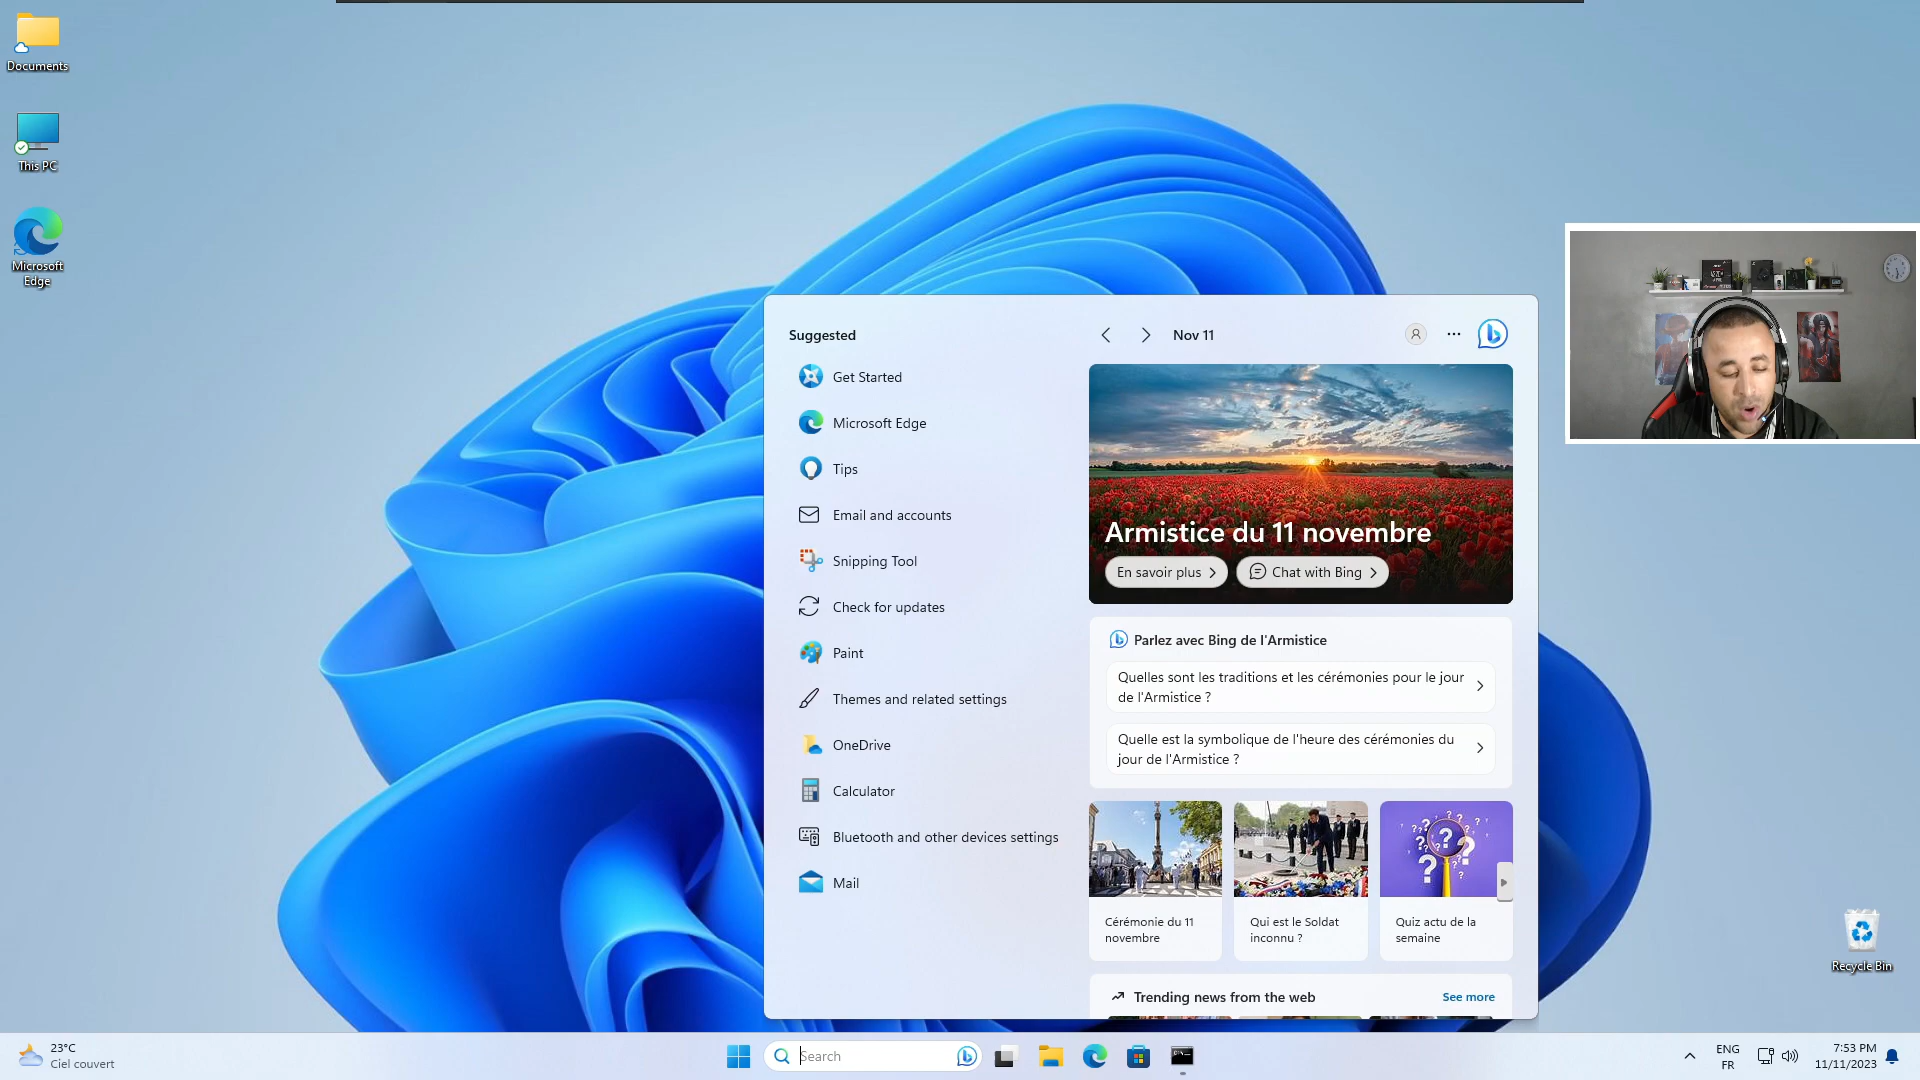 Documents
This PC
Microsoft
Edge
Suggested
Get Started
Microsoft Edge
Tips
Email and accounts
Snipping Tool
Check for updates
Paint
Themes and related settings
OneDrive
Calculator
Bluetooth and other devices settings
Mail
Nov 11
Armistice du 11 novembre
En savoir plus
Chat with Bing
Parlez avec Bing de l'Armistice
Quelles sont les traditions et les cérémonies pour le jour
de l'Armistice ?
Quelle est la symbolique de l'heure des cérémonies du
jour de l'Armistice ?
Cérémonie du 11
novembre
Qui est le Soldat
inconnu ?
Quiz actu de la
semaine
Trending news from the web
See more
Recycle Bin
23°C
Ciel couvert
Search
ENG
FR
7:53 PM
11/11/2023